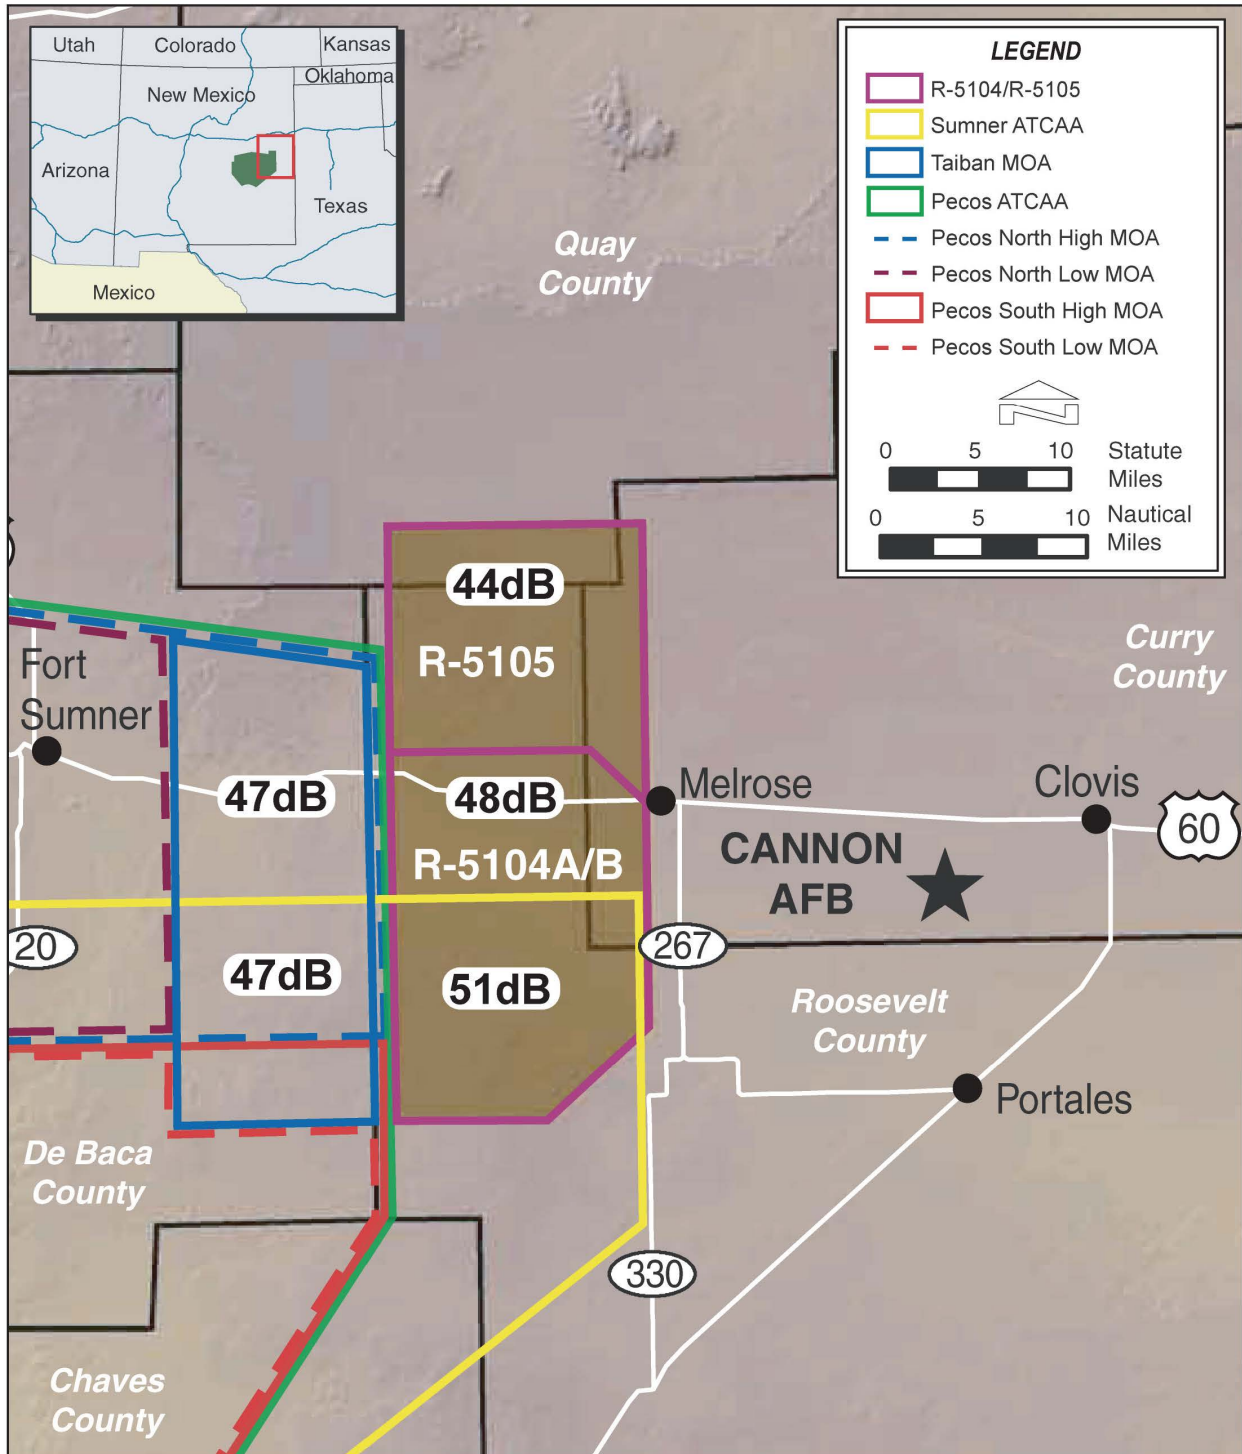 Utah
Colorado
Kansas
Oklahoma
New Mexico
Arizona
Texas
Mexico
LEGEND
R-5104/R-5105
Sumner ATCAA
Taiban MOA
Pecos ATCAA
Pecos North High MOA
Pecos North Low MOA
Pecos South High MOA
Pecos South Low MOA
N
0 5 10 Statute
Miles
0 5 10 Nautical
Miles
Quay
County
44dB
R-5105
Curry
County
Fort
Sumner
47dB
48dB
Melrose
Clovis
60
R-5104A/B
CANNON
AFB
20
267
47dB
51dB
Roosevelt
County
Portales
De Baca
County
330
Chaves
County